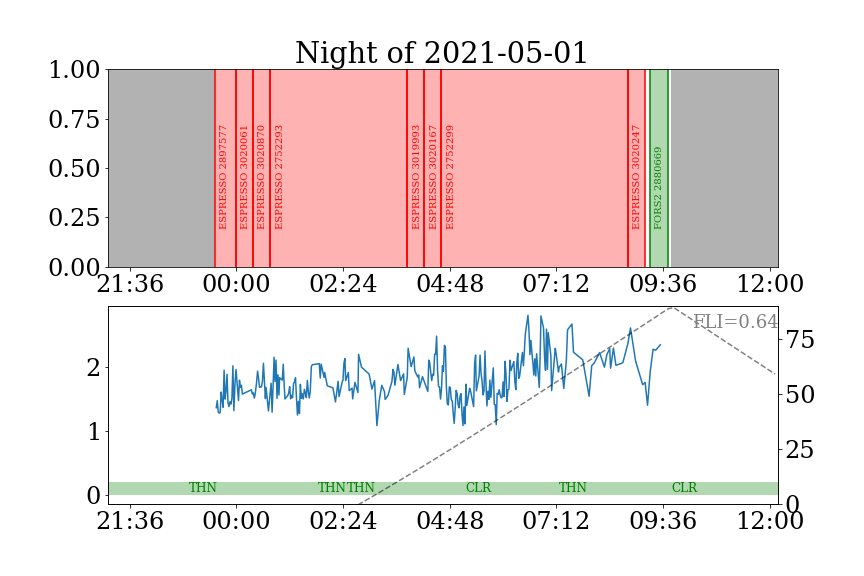 Night of 2021-05-01
1.00
0.75
0.50
0.25
0.00
ESPRESSO 2897577
ESPRESSO 3020061
ESPRESSO 3020870
ESPRESSO 2752293
ESPRESSO 3019993
ESPRESSO 3020167
ESPRESSO 2752299
ESPRESSO 3020247
FORS2 2880669
21:36 00:00 02:24 04:48 07:12 09:36 12:00
FLI=0.64
2
1
0
75
50
25
0
THN THN THN CLR THN CLR
21:36 00:00 02:24 04:48 07:12 09:36 12:00